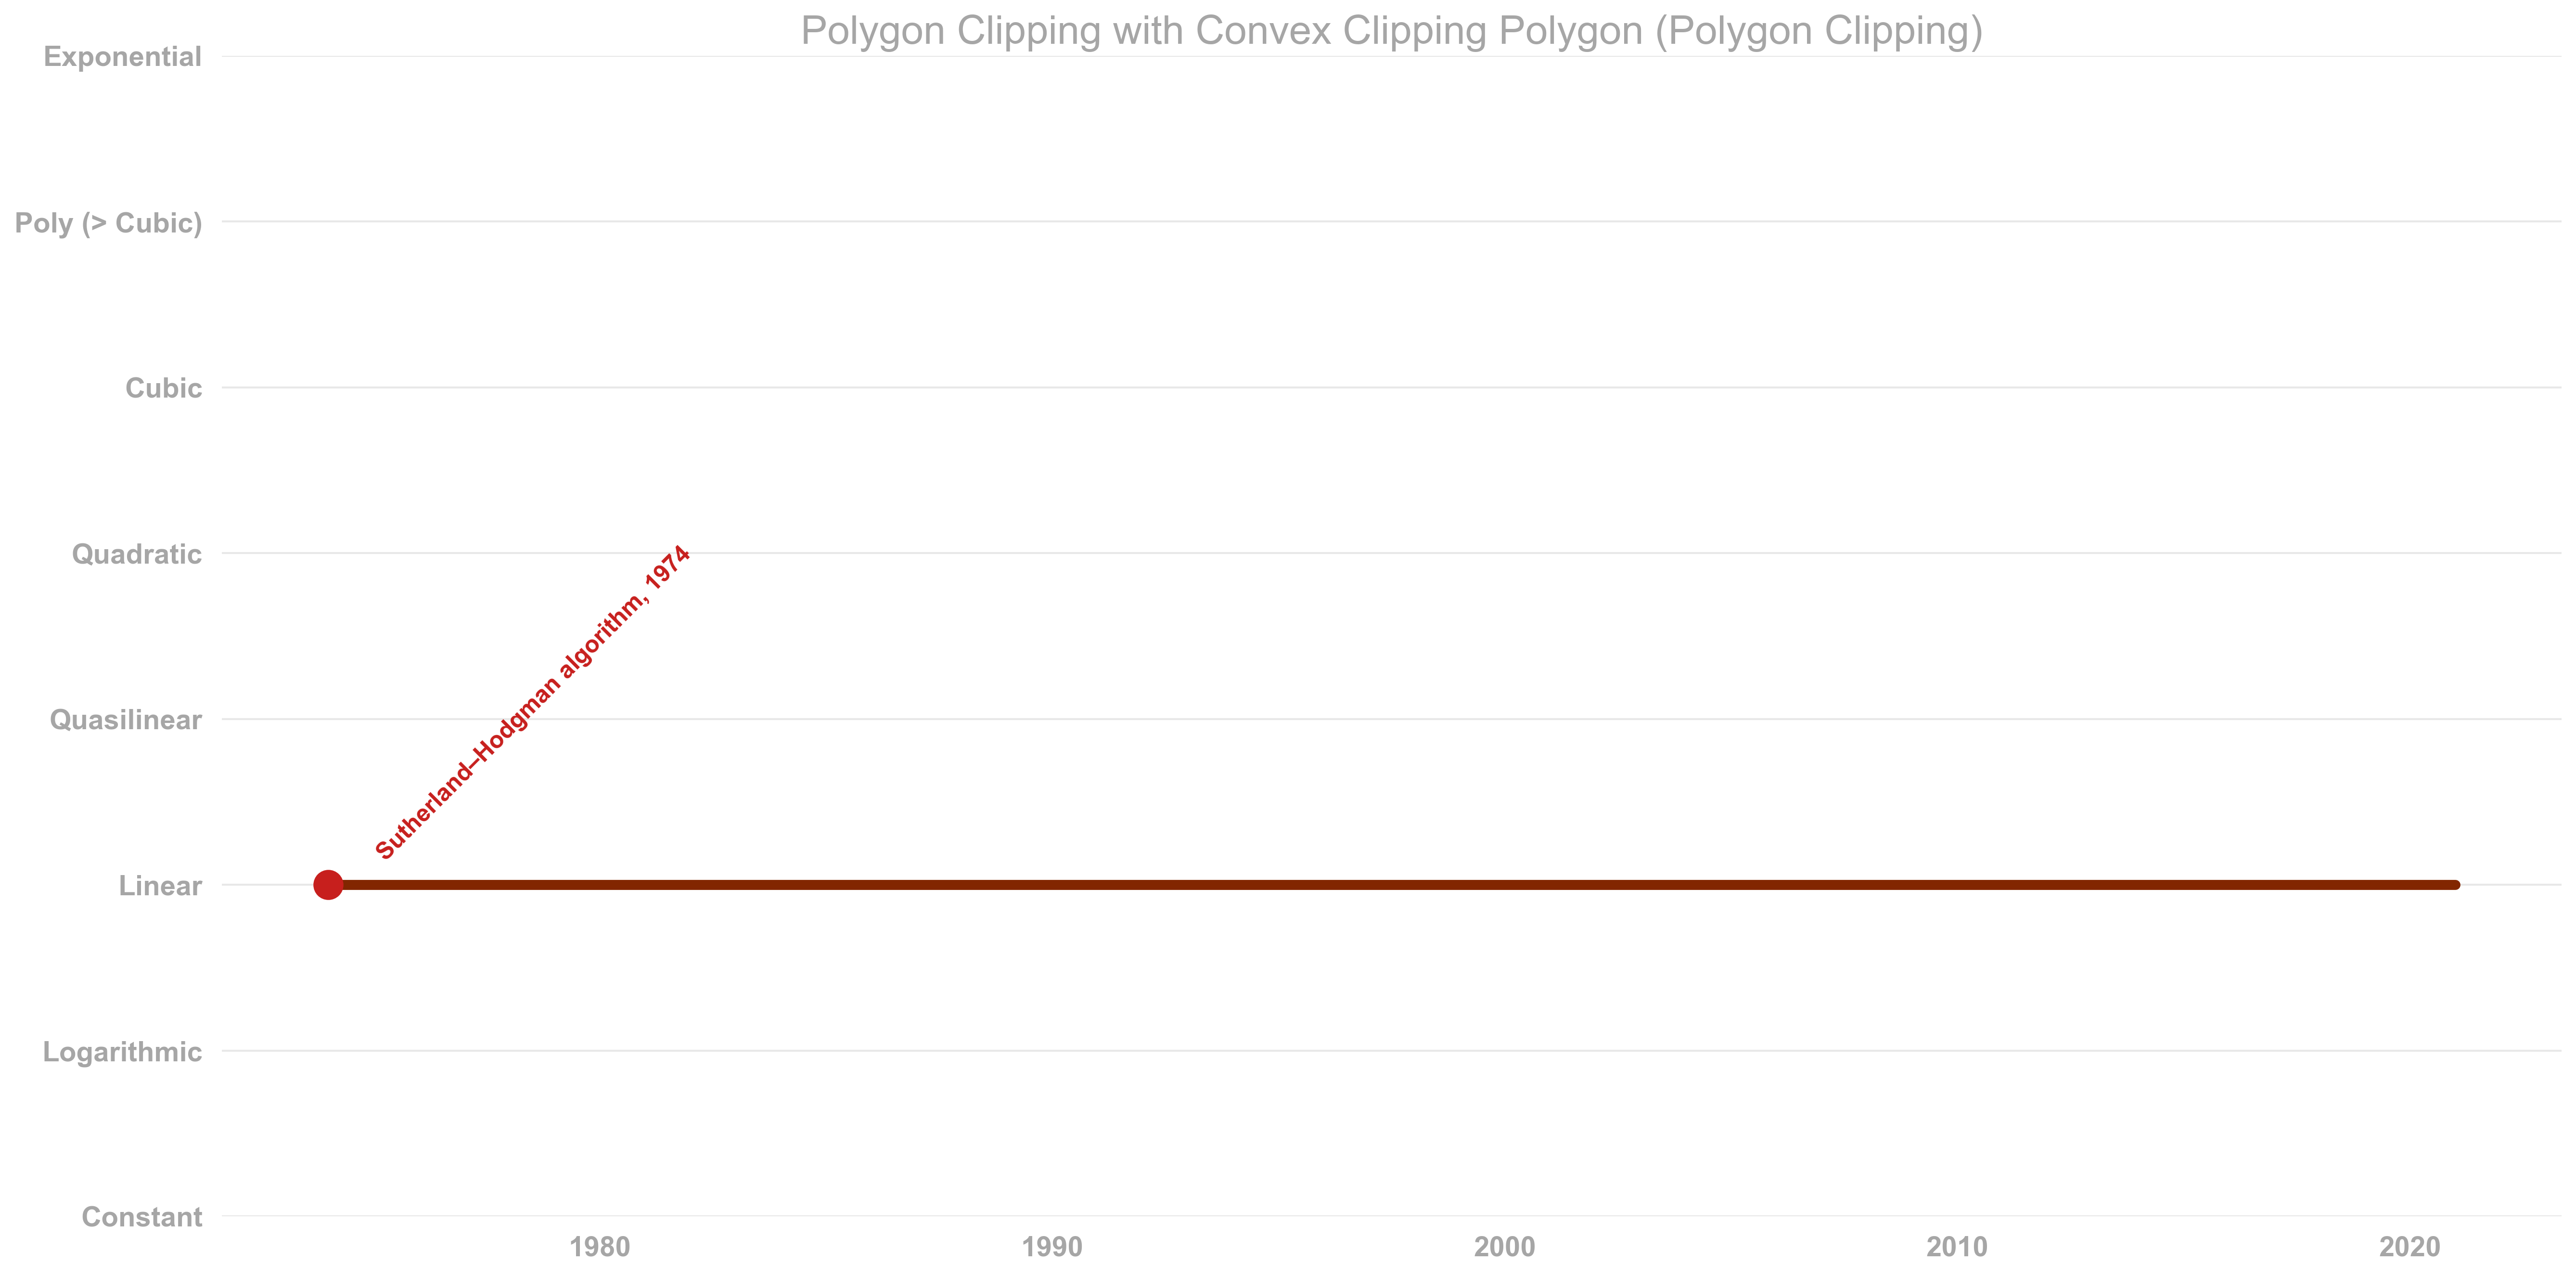 Polygon Clipping with Convex Clipping Polygon (Polygon Clipping)
Exponential
Poly (> Cubic)
Cubic
Quadratic
Quasilinear
Linear
Logarithmic
Constant
Sutherland–Hodgman algorithm, 1974
1980
1990
2000
2010
2020